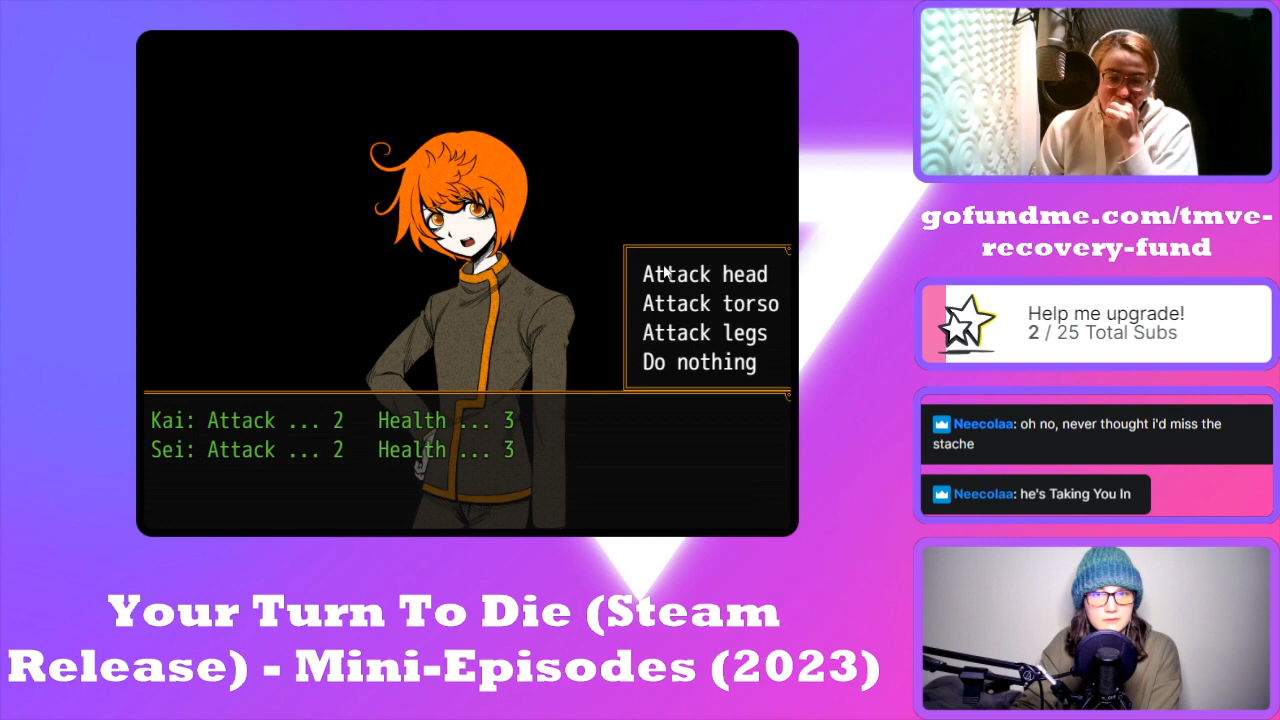 Attack head
Attack torso
Attack legs
Do nothing
Kai: Attack ... 2 Health ... 3
Sei: Attack ... 2 Health ... 3
Your Turn To Die (Steam
Release) - Mini-Episodes (2023)
gofundme.com/tmve-
recovery-fund
Help me upgrade!
2 / 25 Total Subs
Neecolaa: oh no, never thought i'd miss the
stache
Neecolaa: he's Taking You In